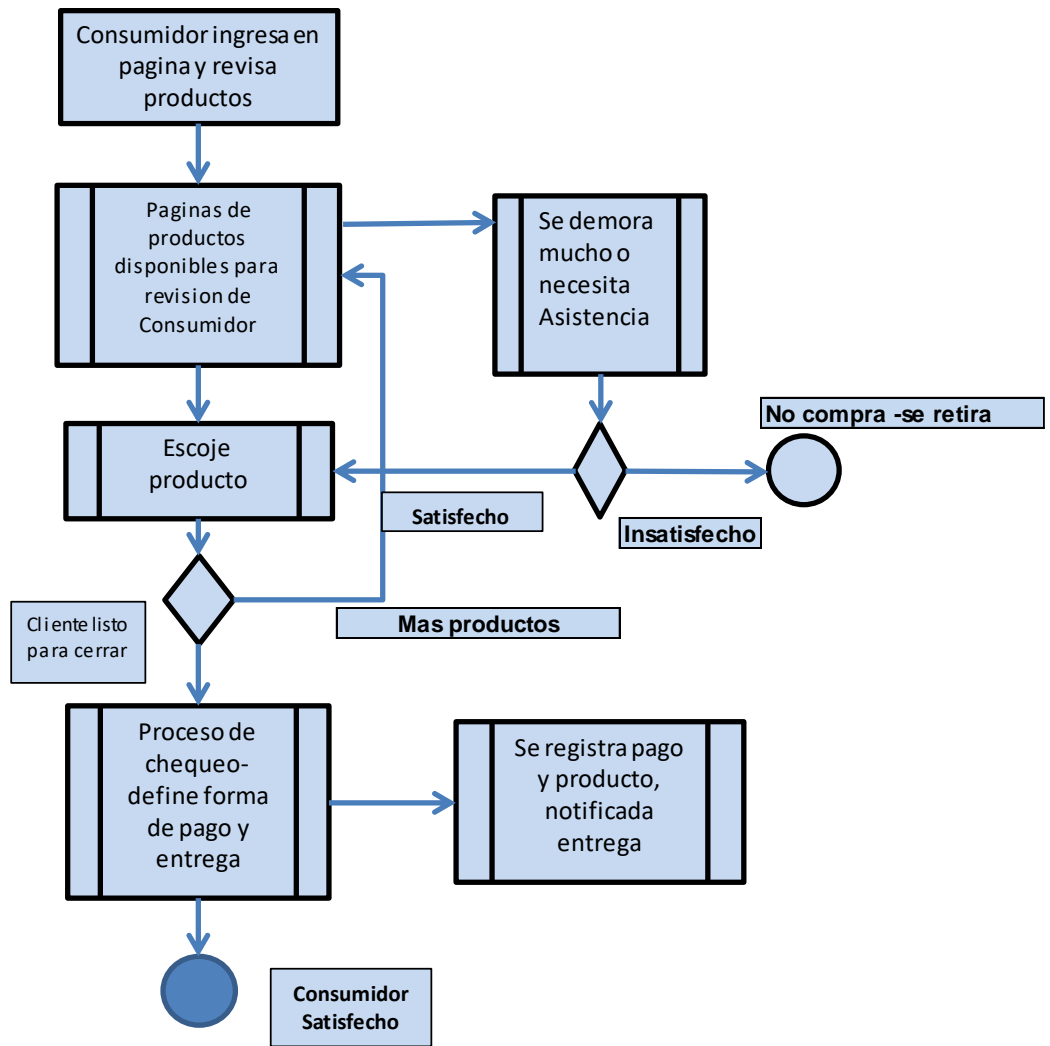 Consumidor ingresa en
pagina y revisa
productos
Paginas de
productos
disponibles para
revision de
Consumidor
Se demora
mucho o
necesita
Asistencia
No compra -se retira
Escoje
producto
Satisfecho
Insatisfecho
Cliente listo
para cerrar
Mas productos
Proceso de
chequeo-
define forma
de pago y
entrega
Se registra pago
y producto,
notificada
entrega
Consumidor
Satisfecho